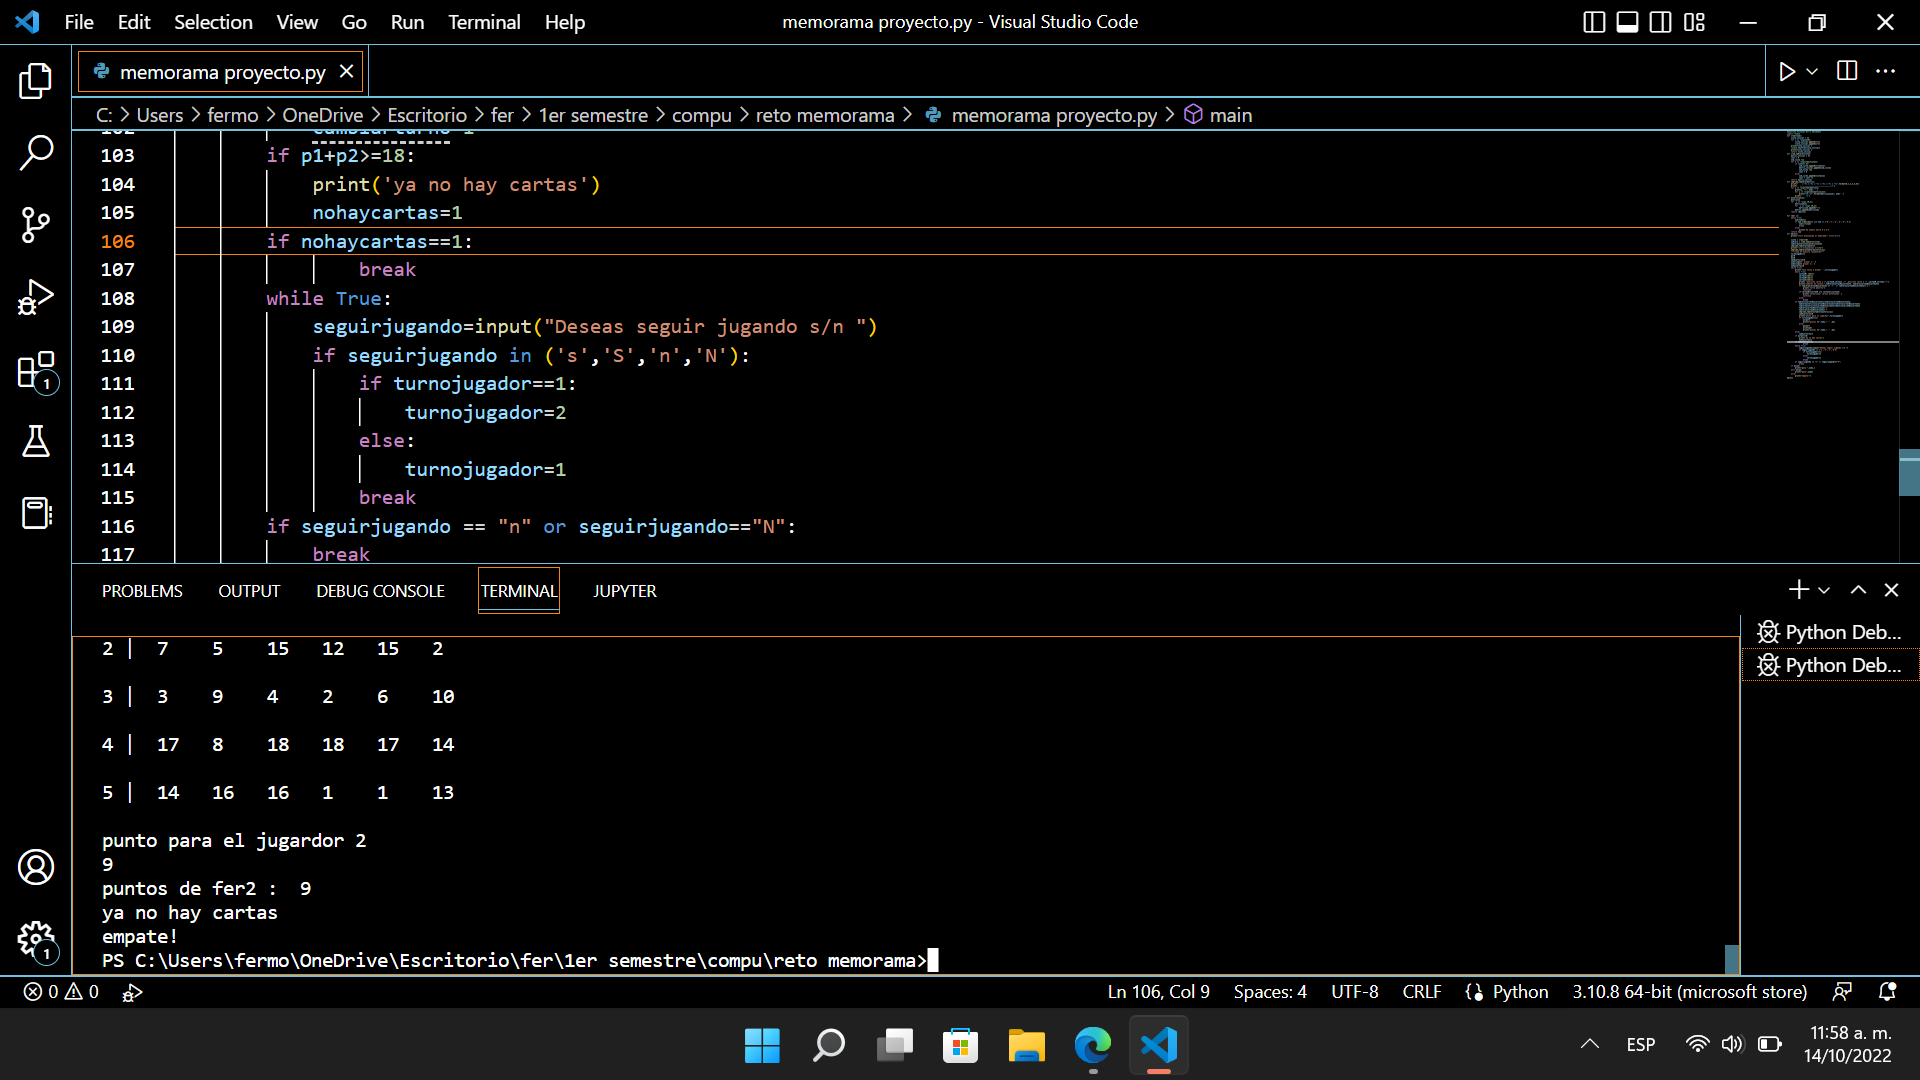 File Edit Selection View Go Run Terminal Help
memorama proyecto.py - Visual Studio Code
memorama proyecto.py
C: > Users > fermo > OneDrive > Escritorio > fer > 1er semestre > compu > reto memorama > memorama proyecto.py > main
103 if p1+p2>=18:
104 print('ya no hay cartas')
105 nohaycartas=1
106 if nohaycartas==1:
107 break
108 while True:
109 seguirjugando=input("Deseas seguir jugando s/n ")
110 if seguirjugando in ('s','S','n','N'):
111 if turnojugador==1:
112 turnojugador=2
113 else:
114 turnojugador=1
115 break
116 if seguirjugando == "n" or seguirjugando=="N":
117 break
PROBLEMS OUTPUT DEBUG CONSOLE TERMINAL JUPYTER
Python Deb...
Python Deb...
2 | 7 5 15 12 15 2
3 | 3 9 4 2 6 10
4 | 17 8 18 18 17 14
5 | 14 16 16 1 1 13
punto para el jugardor 2
9
puntos de fer2 : 9
ya no hay cartas
empate!
PS C:\Users\fermo\OneDrive\Escritorio\fer\1er semestre\compu\reto memorama>
1
1
0 0
Ln 106, Col 9 Spaces: 4 UTF-8 CRLF Python 3.10.8 64-bit (microsoft store)
ESP
11:58 a. m.
14/10/2022